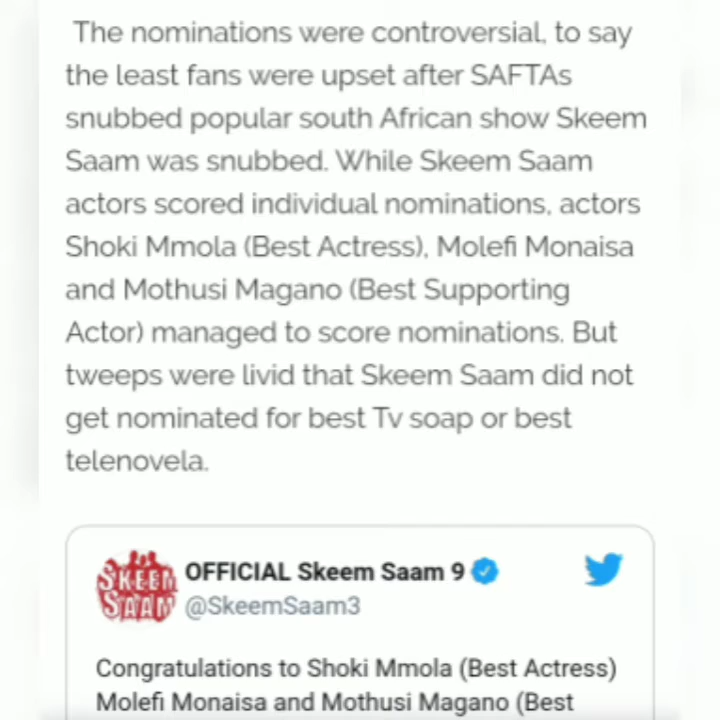 The nominations were controversial, to say
the least fans were upset after SAFTAs
snubbed popular south African show Skeem
Saam was snubbed. While Skeem Saam
actors scored individual nominations, actors
Shoki Mmola (Best Actress), Molefi Monaisa
and Mothusi Magano (Best Supporting
Actor) managed to score nominations. But
tweeps were livid that Skeem Saam did not
get nominated for best Tv soap or best
telenovela.
SKEEM
SAAM
OFFICIAL Skeem Saam 9
@SkeemSaam3
Congratulations to Shoki Mmola (Best Actress)
Molefi Monaisa and Mothusi Magano (Best